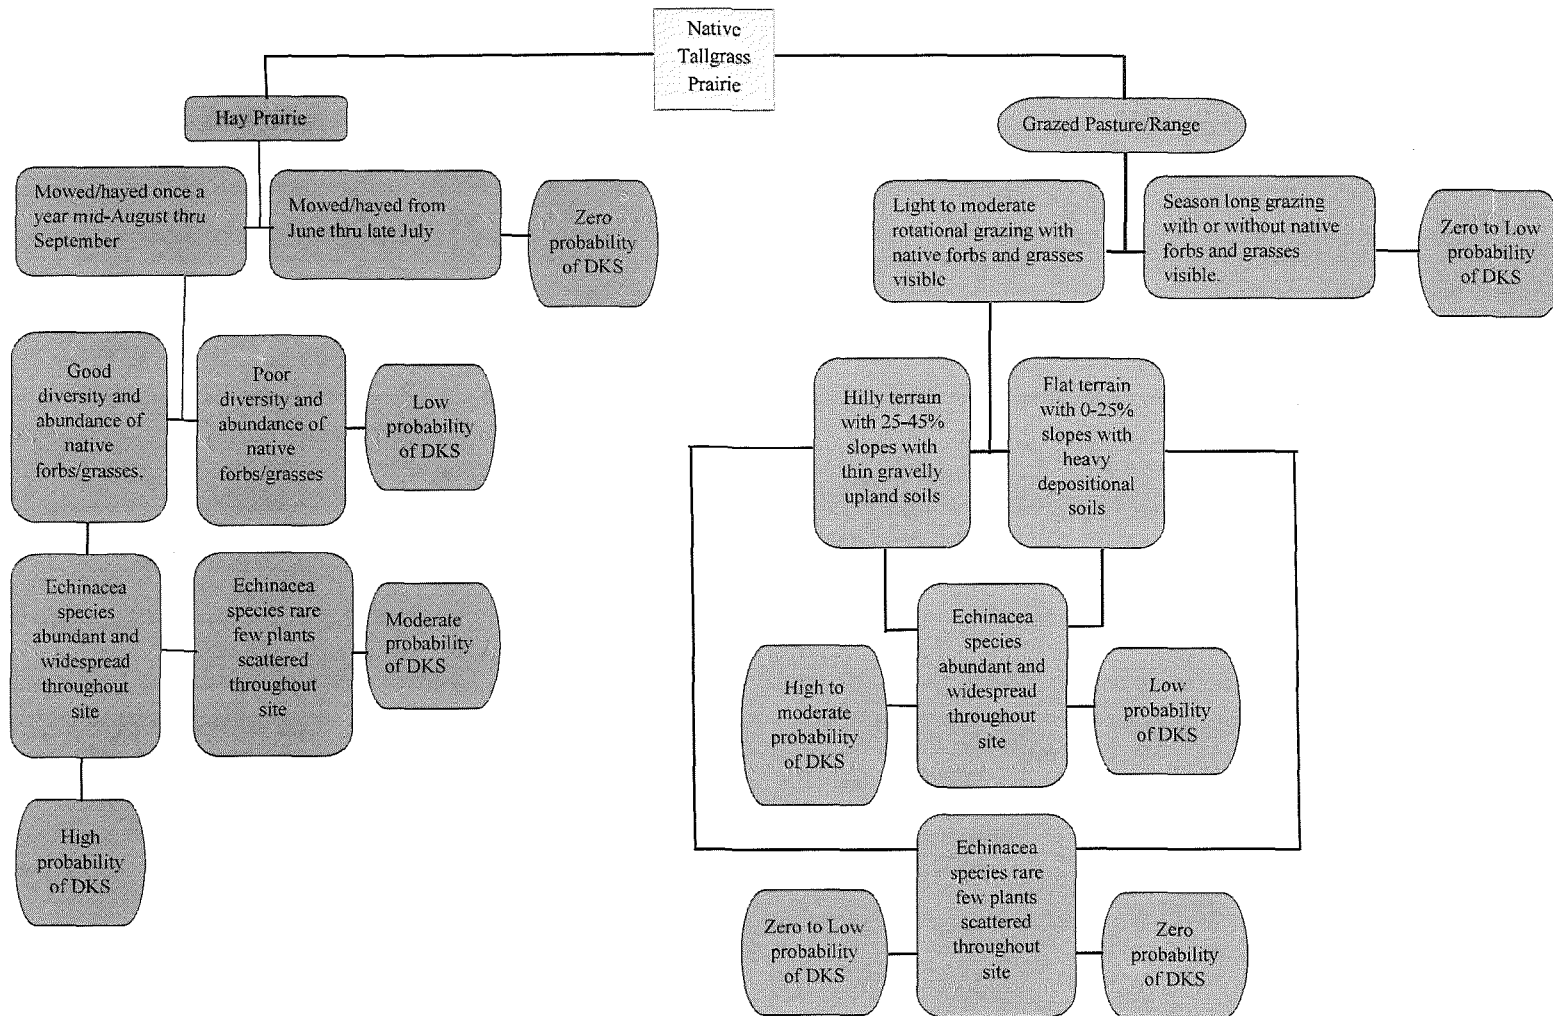 Native
Tallgrass
Prairie
Hay Prairie
Grazed Pasture/Range
Mowed/hayed once a
year mid-August thru
September
Mowed/hayed from
June thru late July
Zero
probability
of DKS
Light to moderate
rotational grazing with
native forbs and grasses
visible
Season long grazing
with or without native
forbs and grasses
visible.
Zero to Low
probability
of DKS
Good
diversity and
abundance of
native
forbs/grasses.
Poor
diversity and
abundance of
native
forbs/grasses
Low
probability
of DKS
Hilly terrain
with 25-45%
slopes with
thin gravelly
upland soils
Flat terrain
with 0-25%
slopes with
heavy
depositional
soils
Echinacea
species
abundant and
widespread
throughout
site
Echinacea
species rare
few plants
scattered
throughout
site
Moderate
probability
of DKS
Echinacea
species
abundant and
widespread
throughout
site
High to
moderate
probability
of DKS
Low
probability
of DKS
High
probability
of DKS
Echinacea
species rare
few plants
scattered
throughout
site
Zero to Low
probability
of DKS
Zero
probability
of DKS